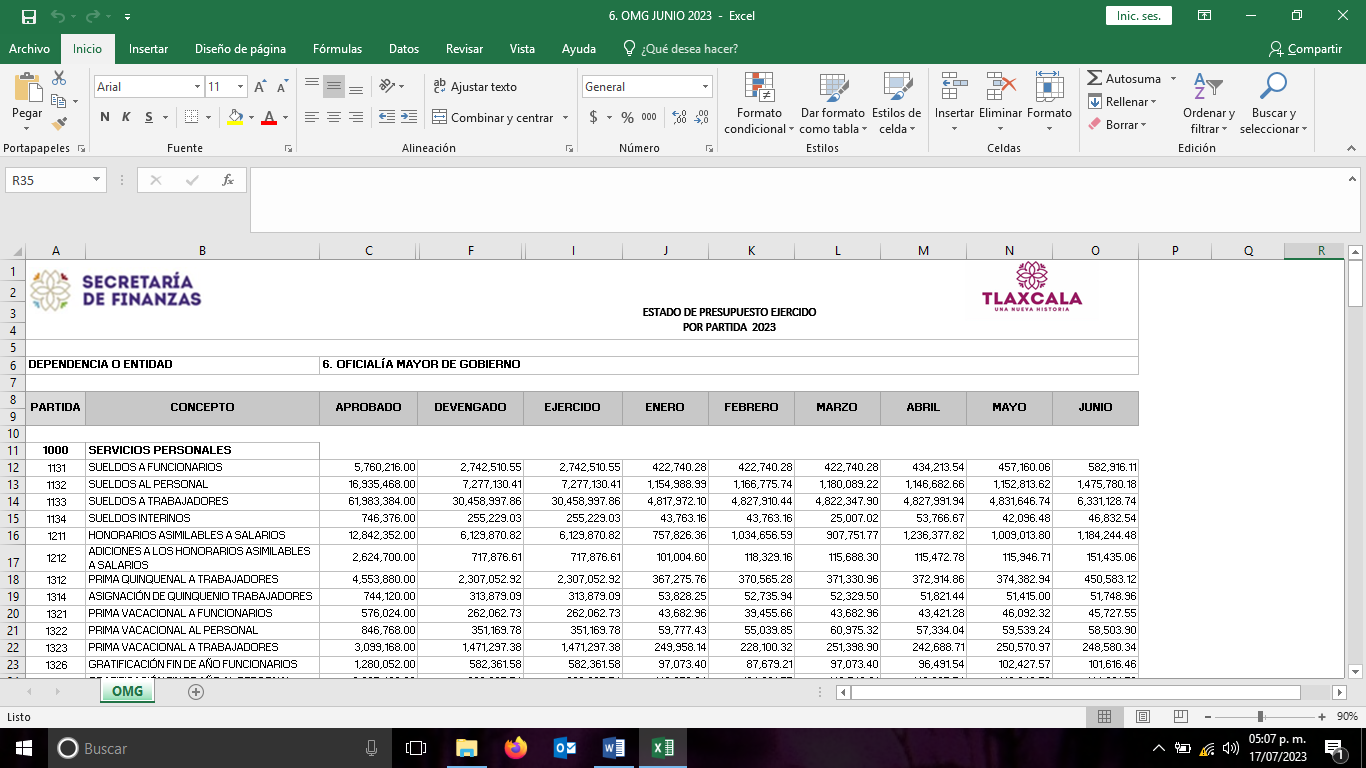 6. OMG JUNIO 2023 - Excel
Inic. ses.
Archivo Inicio Insertar Diseño de página Fórmulas Datos Revisar Vista Ayuda ¿Qué desea hacer? Compartir
Pegar
Arial 11
N K S
Ajustar texto
Combinar y centrar
General
$ % 000
Formato condicional
Dar formato como tabla
Estilos de celda
Insertar Eliminar Formato
Autosuma
Rellenar
Borrar
Ordenar y filtrar
Buscar y seleccionar
Portapapeles Fuente Alineación Número Estilos Celdas Edición
R35 fx
A B C F I J K L M N O P Q R
1
2
3
4
5
6
7
8
9
10
11
12
13
14
15
16
17
18
19
20
21
22
23
SECRETARÍA
DE FINANZAS
TLAXCALA
UNA NUEVA HISTORIA
ESTADO DE PRESUPUESTO EJERCIDO
POR PARTIDA 2023
DEPENDENCIA O ENTIDAD 6. OFICIALÍA MAYOR DE GOBIERNO
PARTIDA CONCEPTO APROBADO DEVENGADO EJERCIDO ENERO FEBRERO MARZO ABRIL MAYO JUNIO
1000 SERVICIOS PERSONALES
1131 SUELDOS A FUNCIONARIOS 5,760,216.00 2,742,510.55 2,742,510.55 422,740.28 422,740.28 422,740.28 434,213.54 457,160.06 582,916.11
1132 SUELDOS AL PERSONAL 16,935,468.00 7,277,130.41 7,277,130.41 1,154,988.99 1,166,775.74 1,180,089.22 1,146,682.66 1,152,813.62 1,475,780.18
1133 SUELDOS A TRABAJADORES 61,983,384.00 30,458,997.86 30,458,997.86 4,817,972.10 4,827,910.44 4,822,347.90 4,827,991.94 4,831,646.74 6,331,128.74
1134 SUELDOS INTERINOS 746,376.00 255,229.03 255,229.03 43,763.16 43,763.16 25,007.02 53,766.67 42,096.48 46,832.54
1211 HONORARIOS ASIMILABLES A SALARIOS 12,842,352.00 6,129,870.82 6,129,870.82 757,826.36 1,034,656.59 907,751.77 1,236,377.82 1,009,013.80 1,184,244.48
1212 ADICIONES A LOS HONORARIOS ASIMILABLES
A SALARIOS 2,624,700.00 717,876.61 717,876.61 101,004.60 118,329.16 115,688.30 115,472.78 115,946.71 151,435.06
1312 PRIMA QUINQUENAL A TRABAJADORES 4,553,880.00 2,307,052.92 2,307,052.92 367,275.76 370,565.28 371,330.96 372,914.86 374,382.94 450,583.12
1314 ASIGNACIÓN DE QUINQUENIO TRABAJADORES 744,120.00 313,879.09 313,879.09 53,828.25 52,735.94 52,329.50 51,821.44 51,415.00 51,748.96
1321 PRIMA VACACIONAL A FUNCIONARIOS 576,024.00 262,062.73 262,062.73 43,682.96 39,455.66 43,682.96 43,421.28 46,092.32 45,727.55
1322 PRIMA VACACIONAL AL PERSONAL 846,768.00 351,169.78 351,169.78 59,777.43 55,039.85 60,975.32 57,334.04 59,539.24 58,503.90
1323 PRIMA VACACIONAL A TRABAJADORES 3,099,168.00 1,471,297.38 1,471,297.38 249,958.14 228,100.32 251,398.90 242,688.71 250,570.97 248,580.34
1326 GRATIFICACIÓN FIN DE AÑO FUNCIONARIOS 1,280,052.00 582,361.58 582,361.58 97,073.40 87,679.21 97,073.40 96,491.54 102,427.57 101,616.46
OMG
Listo
90%
Buscar
05:07 p. m.
17/07/2023
1